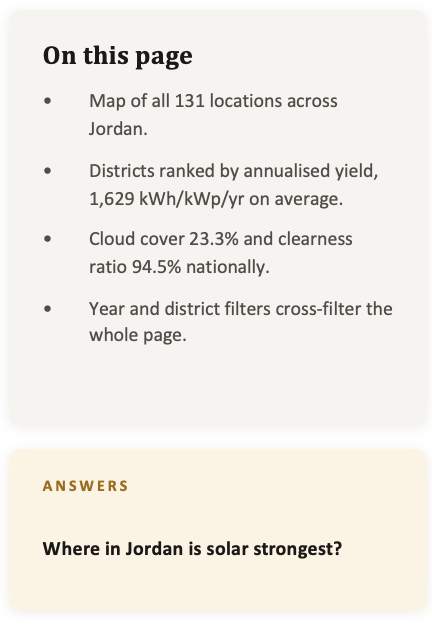 On this page
• Map of all 131 locations across
Jordan.
• Districts ranked by annualised yield,
1,629 kWh/kWp/yr on average.
• Cloud cover 23.3% and clearness
ratio 94.5% nationally.
• Year and district filters cross-filter the
whole page.
ANSWERS
Where in Jordan is solar strongest?